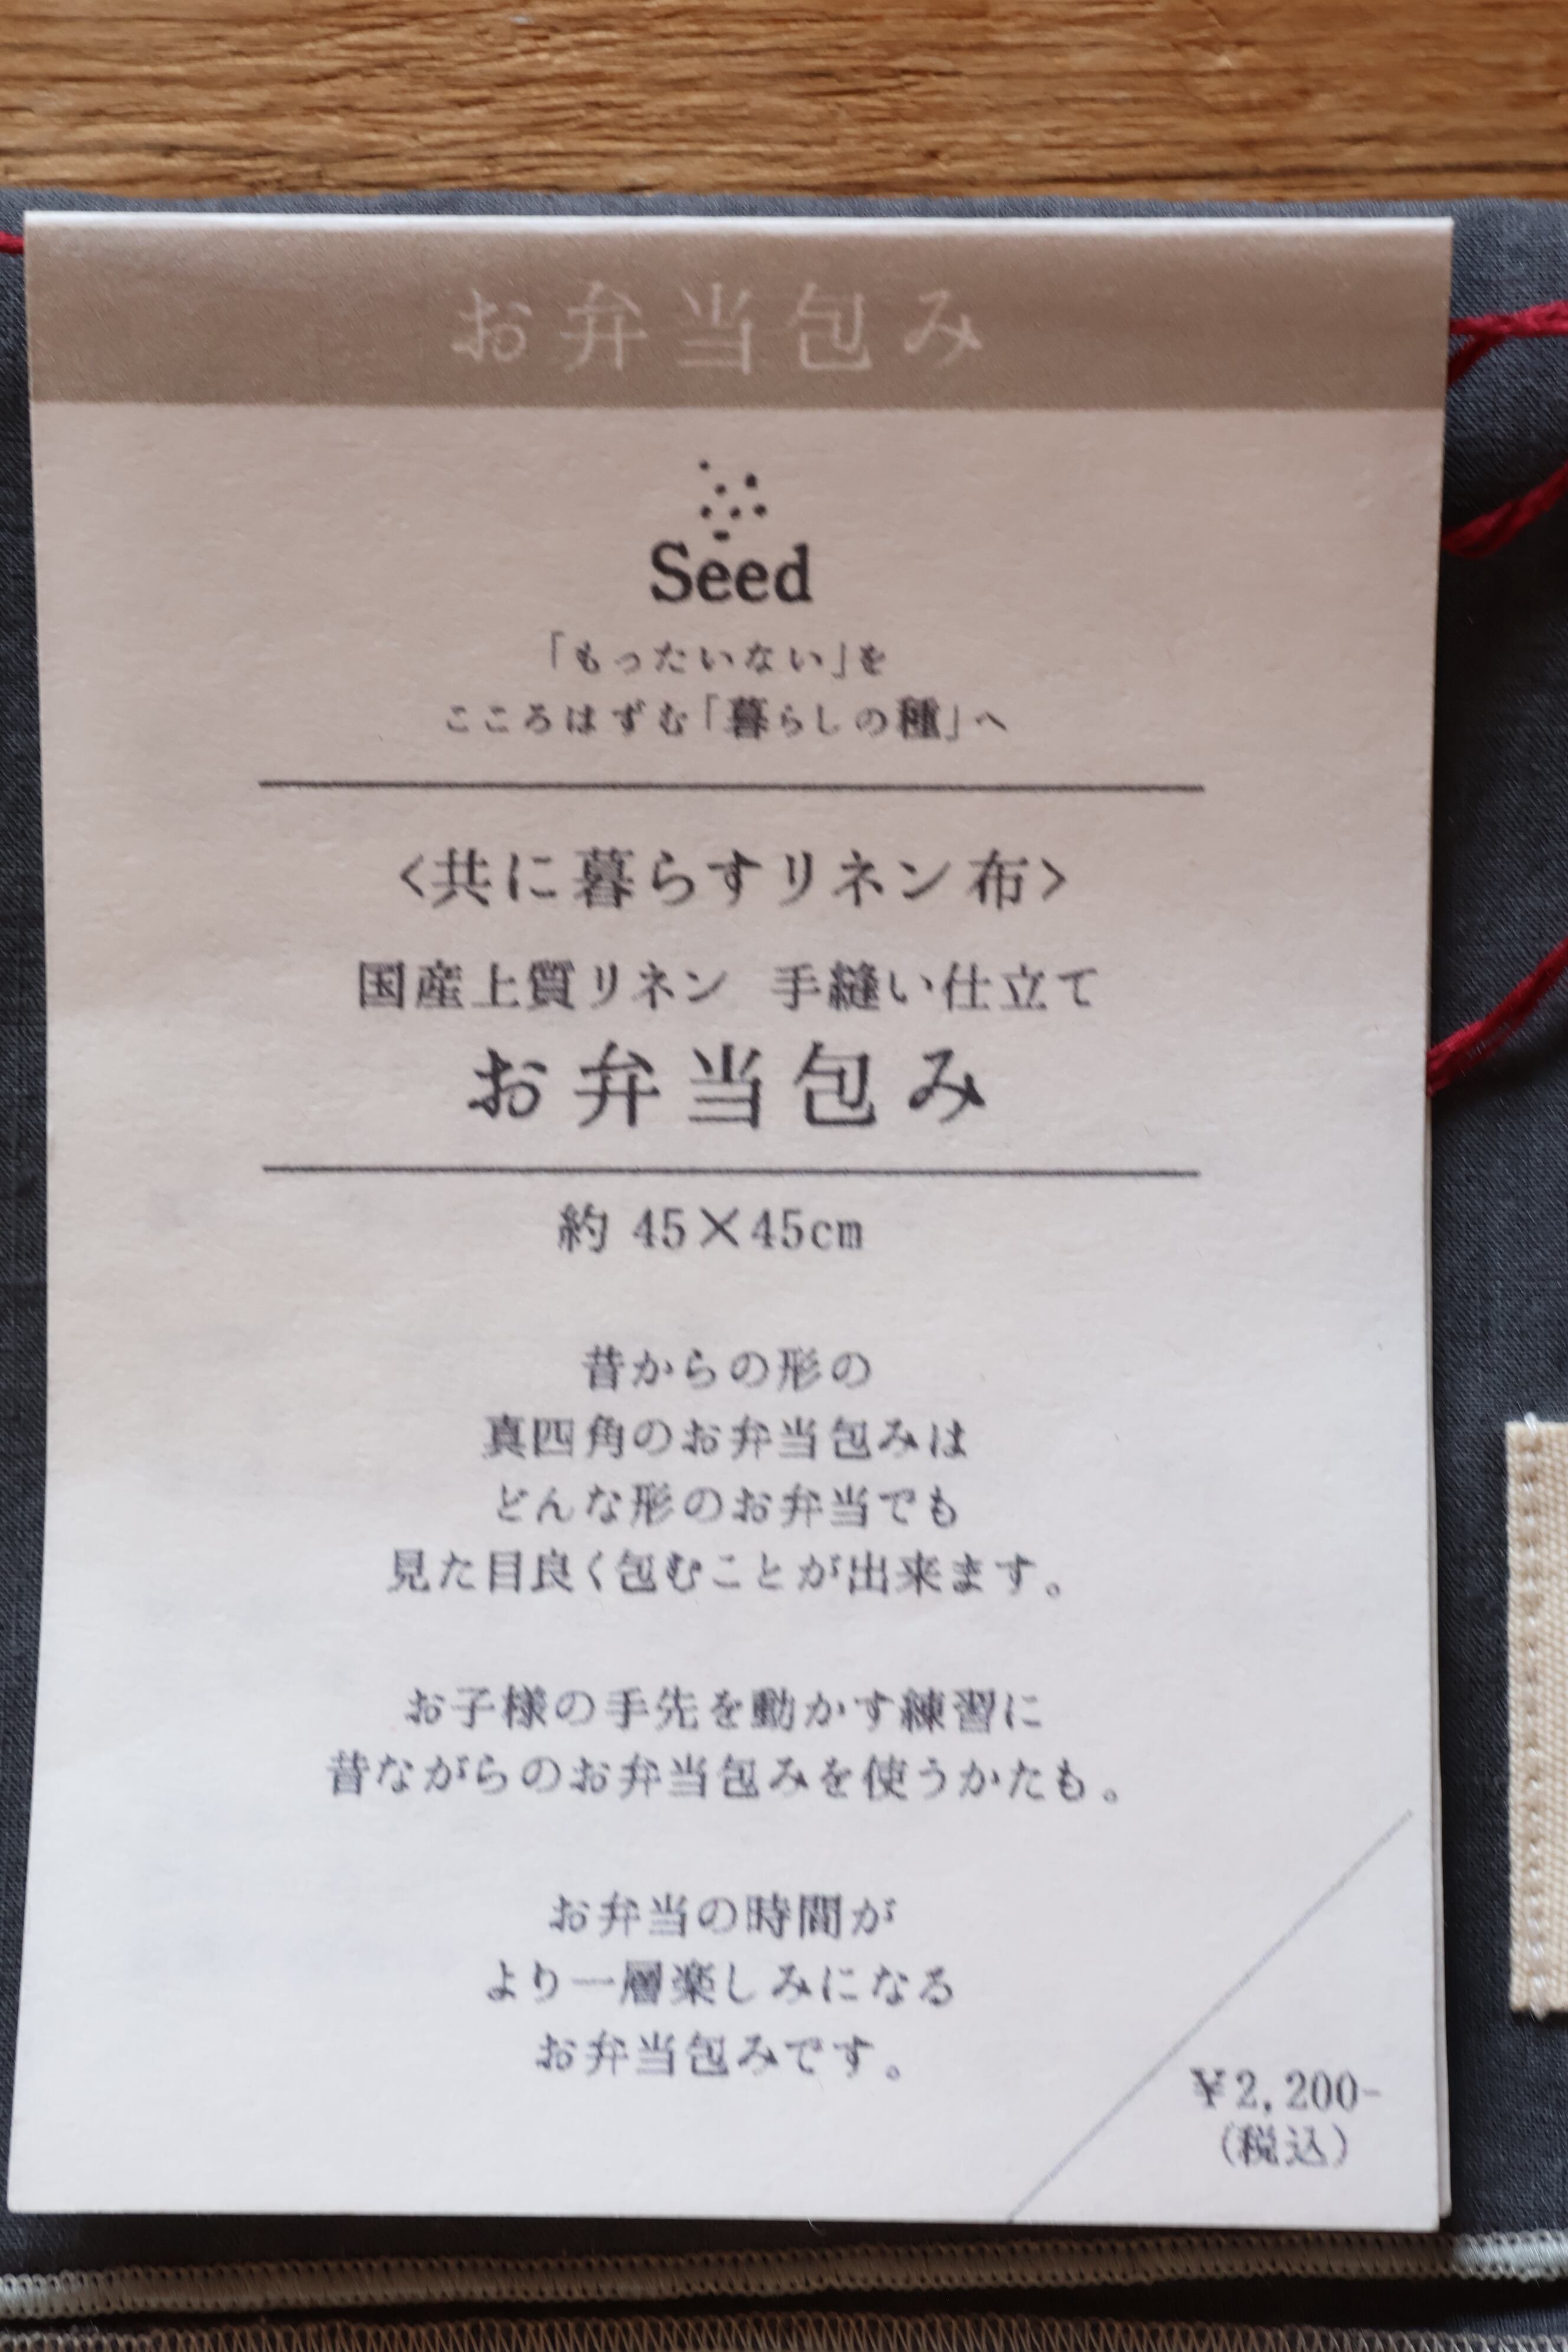 お弁当包み
Seed
「もったいない」を
こころはずむ「暮らしの種」へ
<共に暮らすリネン布>
国産上質リネン 手縫い仕立て
お弁当包み
約 45×45cm
昔からの形の
真四角のお弁当包みは
どんな形のお弁当でも
見た目良く包むことが出来ます。
お子様の手先を動かす練習に
昔ながらのお弁当包みを使うかたも。
お弁当の時間が
より一層楽しみになる
お弁当包みです。
¥2,200-
(税込)